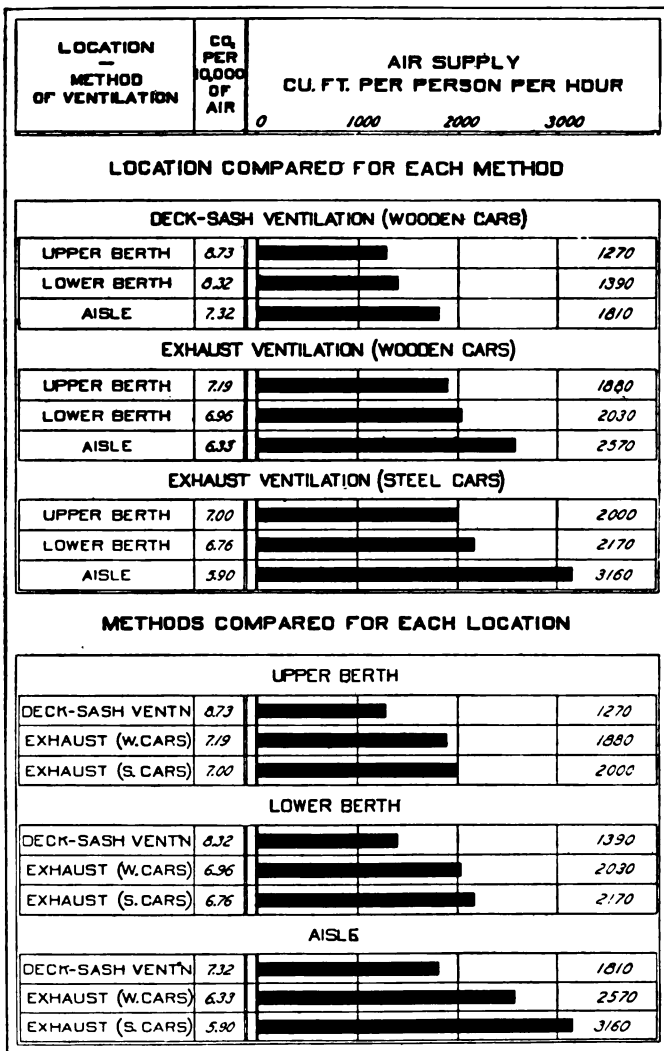 LOCATION
—
METHOD
OF VENTILATION
CO₂
PER
10,000
OF
AIR
AIR SUPPLY
CU. FT. PER PERSON PER HOUR
0 1000 2000 3000
LOCATION COMPARED FOR EACH METHOD
DECK-SASH VENTILATION (WOODEN CARS)
UPPER BERTH 8.73 1270
LOWER BERTH 8.32 1390
AISLE 7.32 1810
EXHAUST VENTILATION (WOODEN CARS)
UPPER BERTH 7.19 1880
LOWER BERTH 6.96 2030
AISLE 6.33 2570
EXHAUST VENTILATION (STEEL CARS)
UPPER BERTH 7.00 2000
LOWER BERTH 6.76 2170
AISLE 5.90 3160
METHODS COMPARED FOR EACH LOCATION
UPPER BERTH
DECK-SASH VENTN 8.73 1270
EXHAUST (W. CARS) 7.19 1880
EXHAUST (S. CARS) 7.00 2000
LOWER BERTH
DECK-SASH VENT'N 8.32 1390
EXHAUST (W. CARS) 6.96 2030
EXHAUST (S. CARS) 6.76 2170
AISLE
DECK-SASH VENT'N 7.32 1810
EXHAUST (W. CARS) 6.33 2570
EXHAUST (S. CARS) 5.90 3160